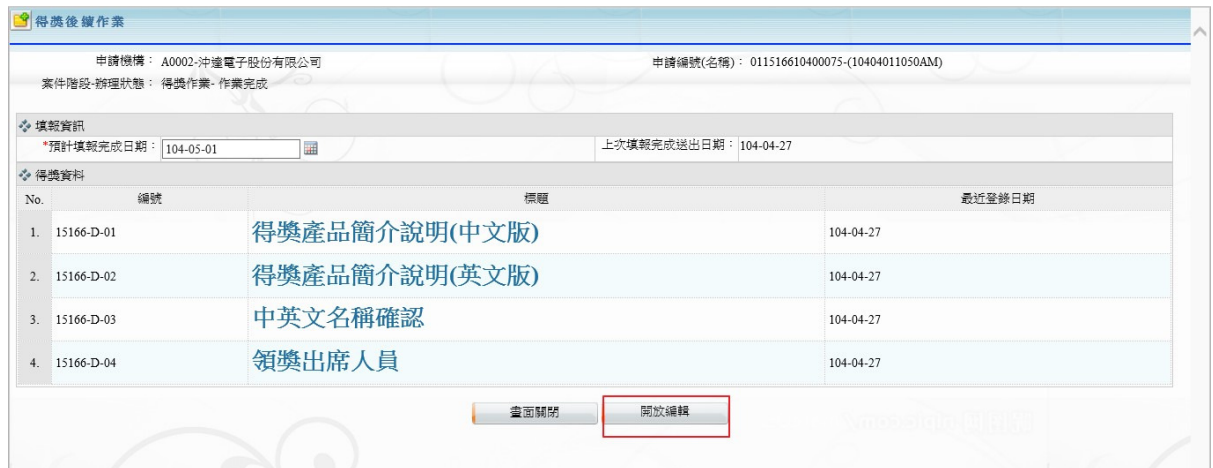 得獎後續作業
申請機構： A0002-沖達電子股份有限公司 申請編號(名稱)： 011516610400075-(10404011050AM)
案件階段-辦理狀態： 得獎作業- 作業完成
填報資訊
*預計填報完成日期： 104-05-01 上次填報完成送出日期： 104-04-27
得獎資料
No. 編號 標題 最近登錄日期
1. 15166-D-01 得獎產品簡介說明(中文版) 104-04-27
2. 15166-D-02 得獎產品簡介說明(英文版) 104-04-27
3. 15166-D-03 中英文名稱確認 104-04-27
4. 15166-D-04 領獎出席人員 104-04-27
畫面關閉 開放編輯